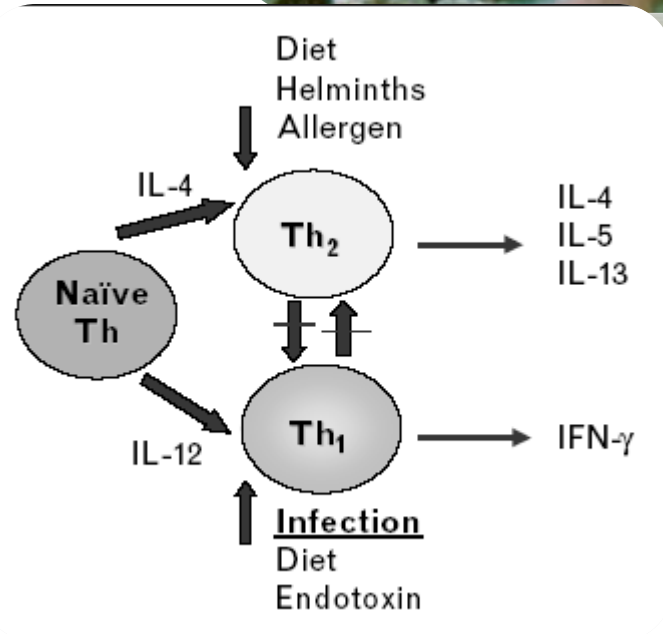 Diet
Helminths
Allergen
IL-4
Th₂
IL-4
IL-5
IL-13
Naïve
Th
IL-12
Th₁
IFN-γ
Infection
Diet
Endotoxin